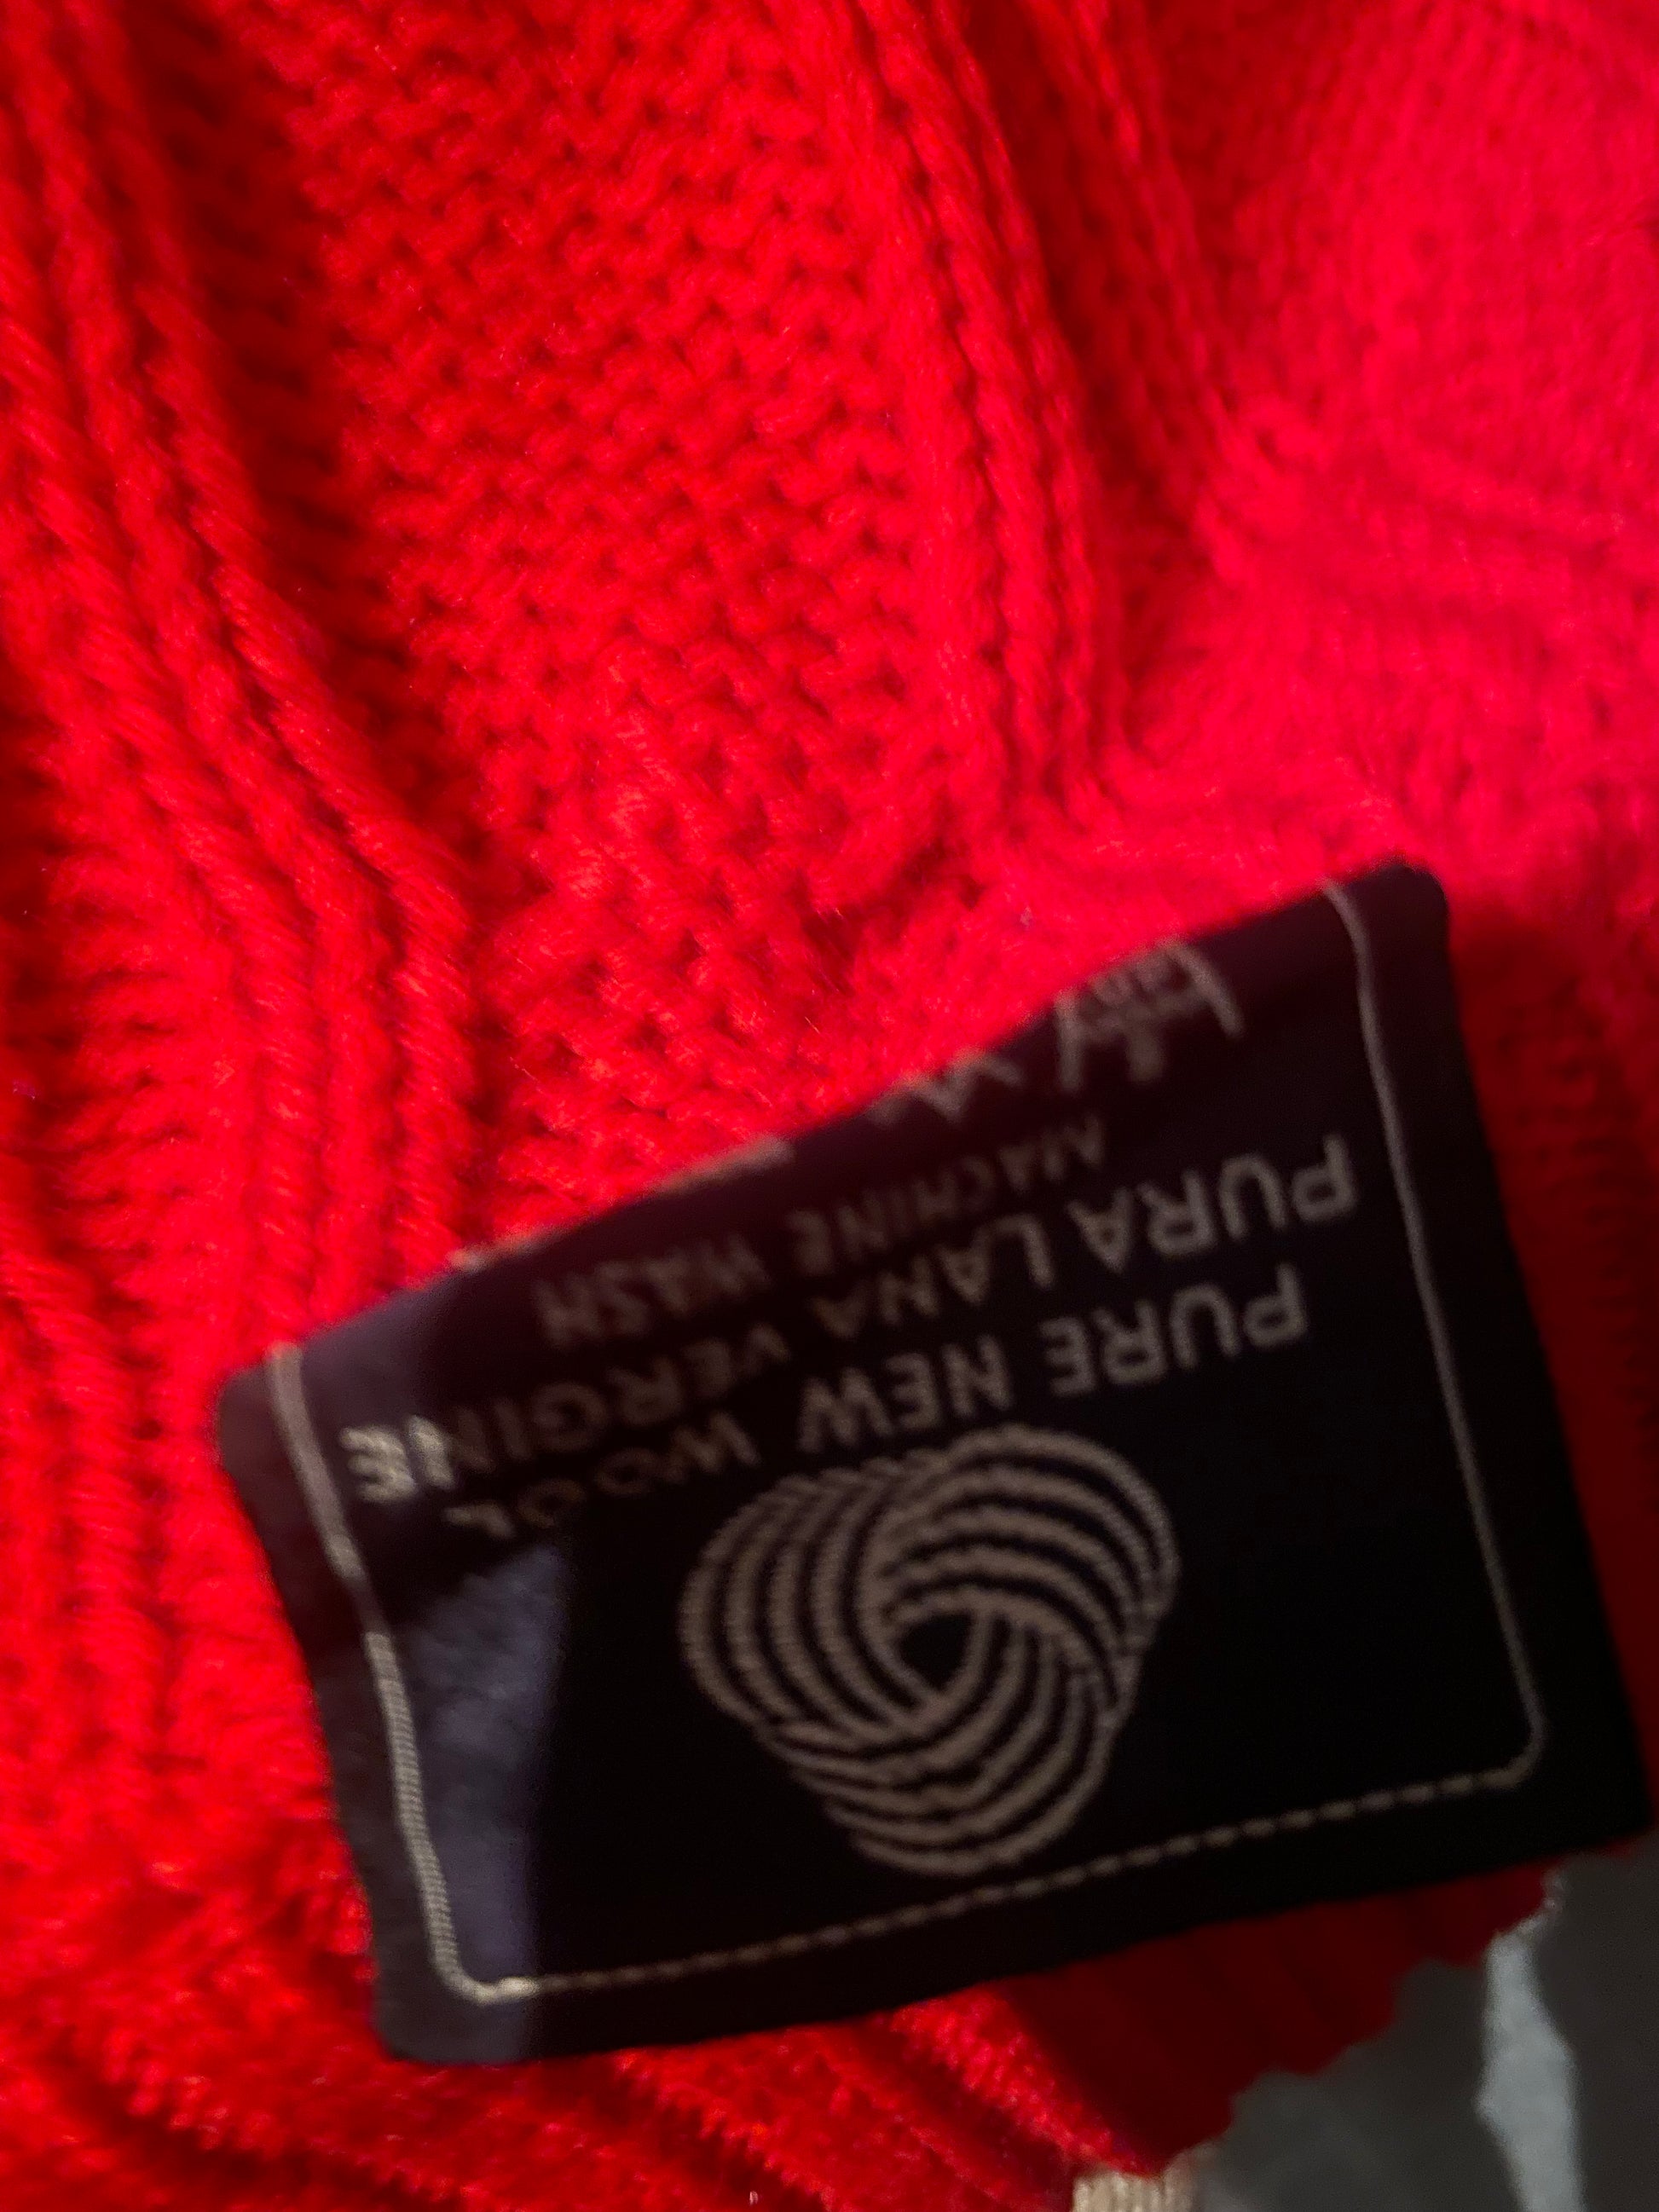 PURE NEW WOOL
PURA LANA VERGINE
MACHINE WASH